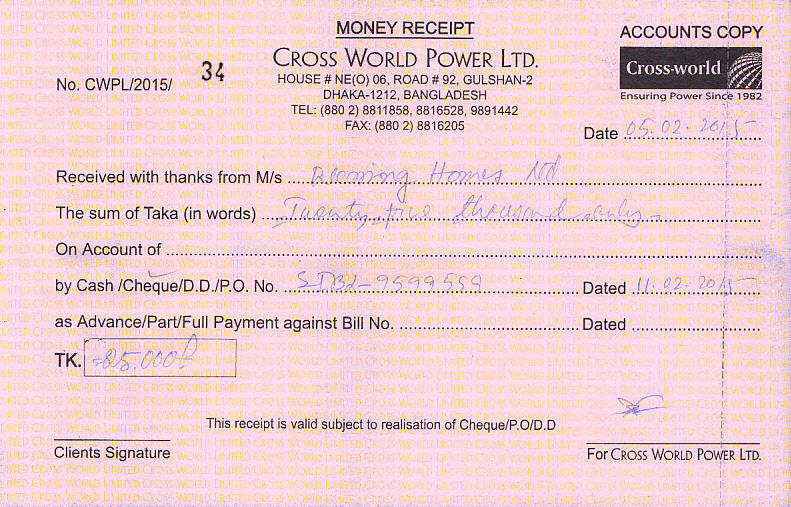 MONEY RECEIPT
ACCOUNTS COPY
CROSS WORLD POWER LTD.
Cross-world
Ensuring Power Since 1982
No. CWPL/2015/ 34
HOUSE # NE(O) 06, ROAD # 92, GULSHAN-2
DHAKA-1212, BANGLADESH
TEL: (880 2) 8811858, 8816528, 9891442
FAX: (880 2) 8816205
Date 05.02.2015
Received with thanks from M/s Blooming Homes Ltd
The sum of Taka (in words) Twenty five thousand only
On Account of
by Cash /Cheque/D.D./P.O. No. SIBL-9599559 Dated 11.02.2015
as Advance/Part/Full Payment against Bill No. Dated
TK. =25,000/-
This receipt is valid subject to realisation of Cheque/P.O/D.D
Clients Signature
For CROSS WORLD POWER LTD.